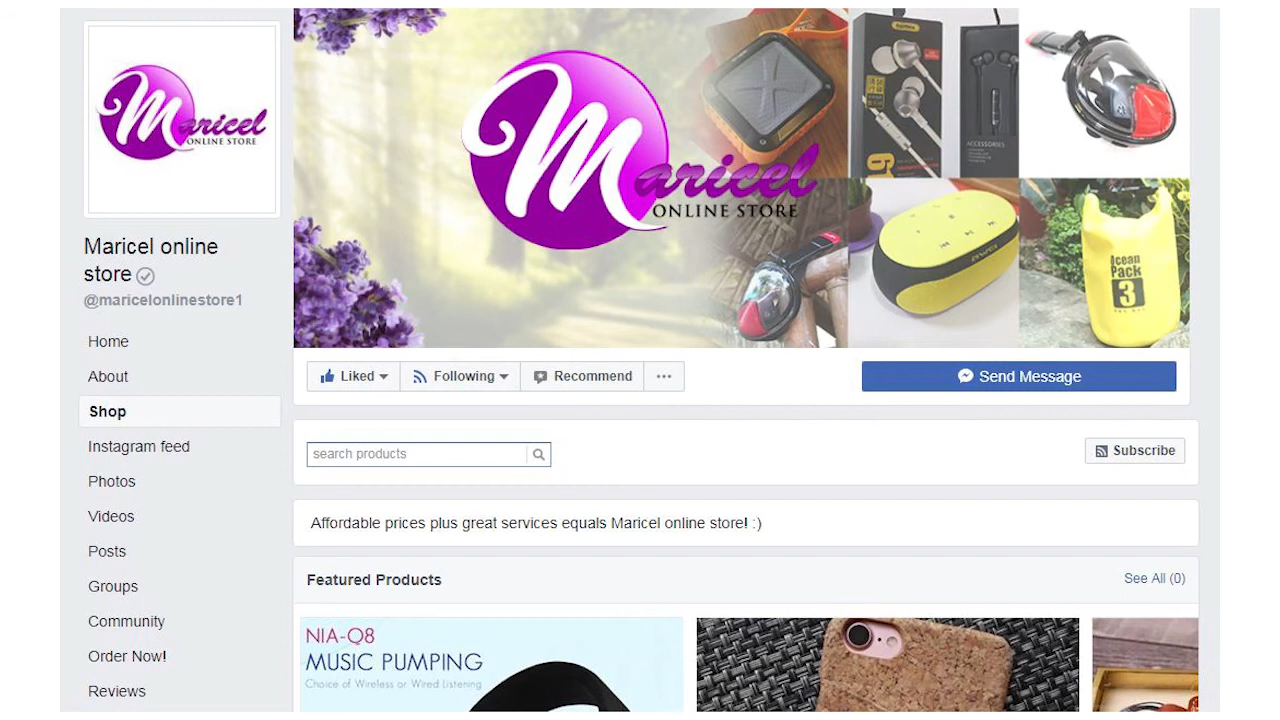 Maricel
ONLINE STORE
Maricel online
store
@maricelonlinestore1
Home
About
Shop
Instagram feed
Photos
Videos
Posts
Groups
Community
Order Now!
Reviews
Maricel
ONLINE STORE
ACCESSORIES
Ocean
Pack
3
Liked
Following
Recommend
Send Message
search products
Subscribe
Affordable prices plus great services equals Maricel online store! :)
Featured Products
See All (0)
NIA-Q8
MUSIC PUMPING
Choice of Wireless or Wired Listening